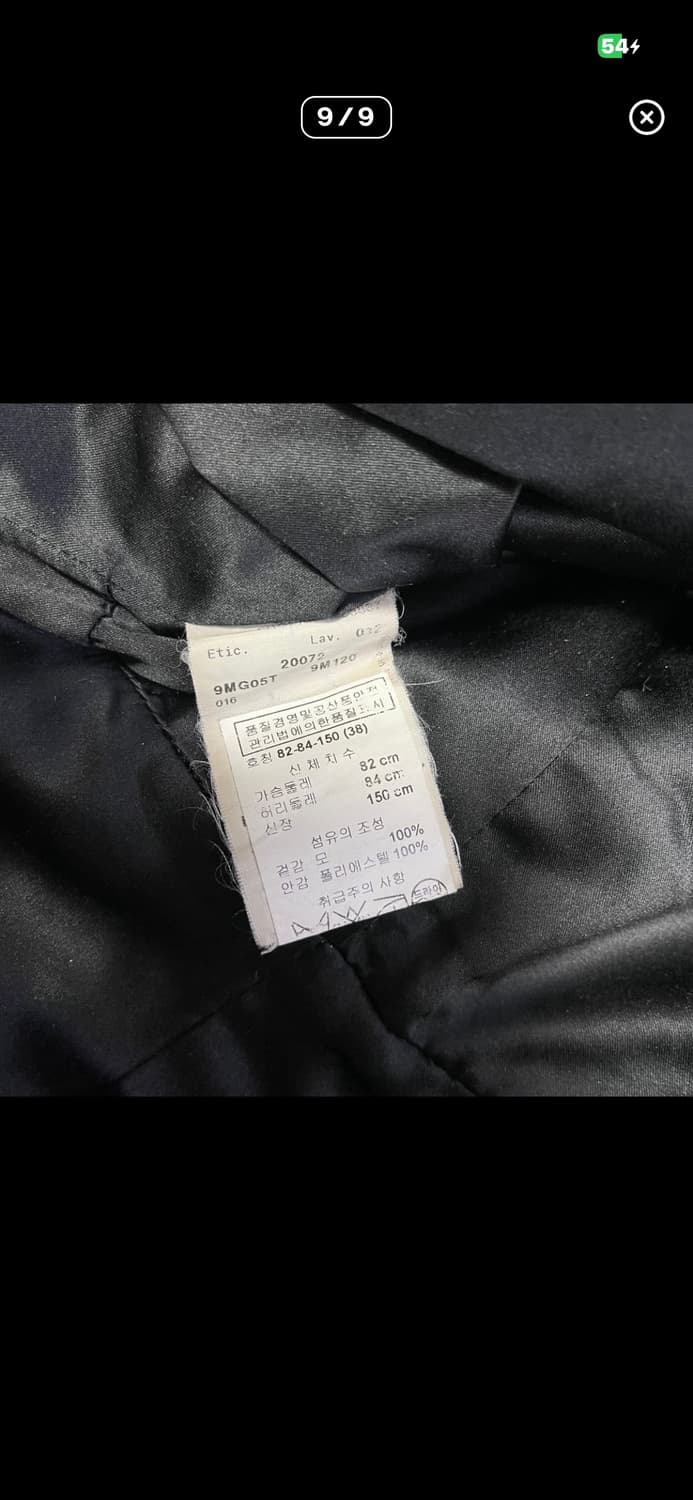 54
9/9
Etic. Lav. 032
20072
9MG05T 9M120
016
품질경영및공산품안전
관리법에의한품질표시
호칭 82-84-150 (38)
신체치수
가슴둘레 82 cm
허리둘레 84 cm
신장 150 cm
섬유의 조성
겉감 모 100%
안감 폴리에스텔 100%
취급주의 사항
드라이